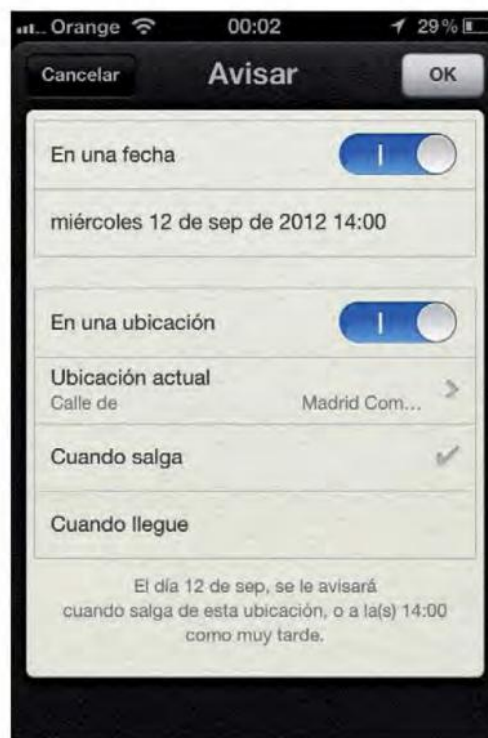 Orange 00:02 29%
Cancelar Avisar OK
En una fecha
miércoles 12 de sep de 2012 14:00
En una ubicación
Ubicación actual
Calle de Madrid Com...
Cuando salga
Cuando llegue
El día 12 de sep, se le avisará
cuando salga de esta ubicación, o a la(s) 14:00
como muy tarde.